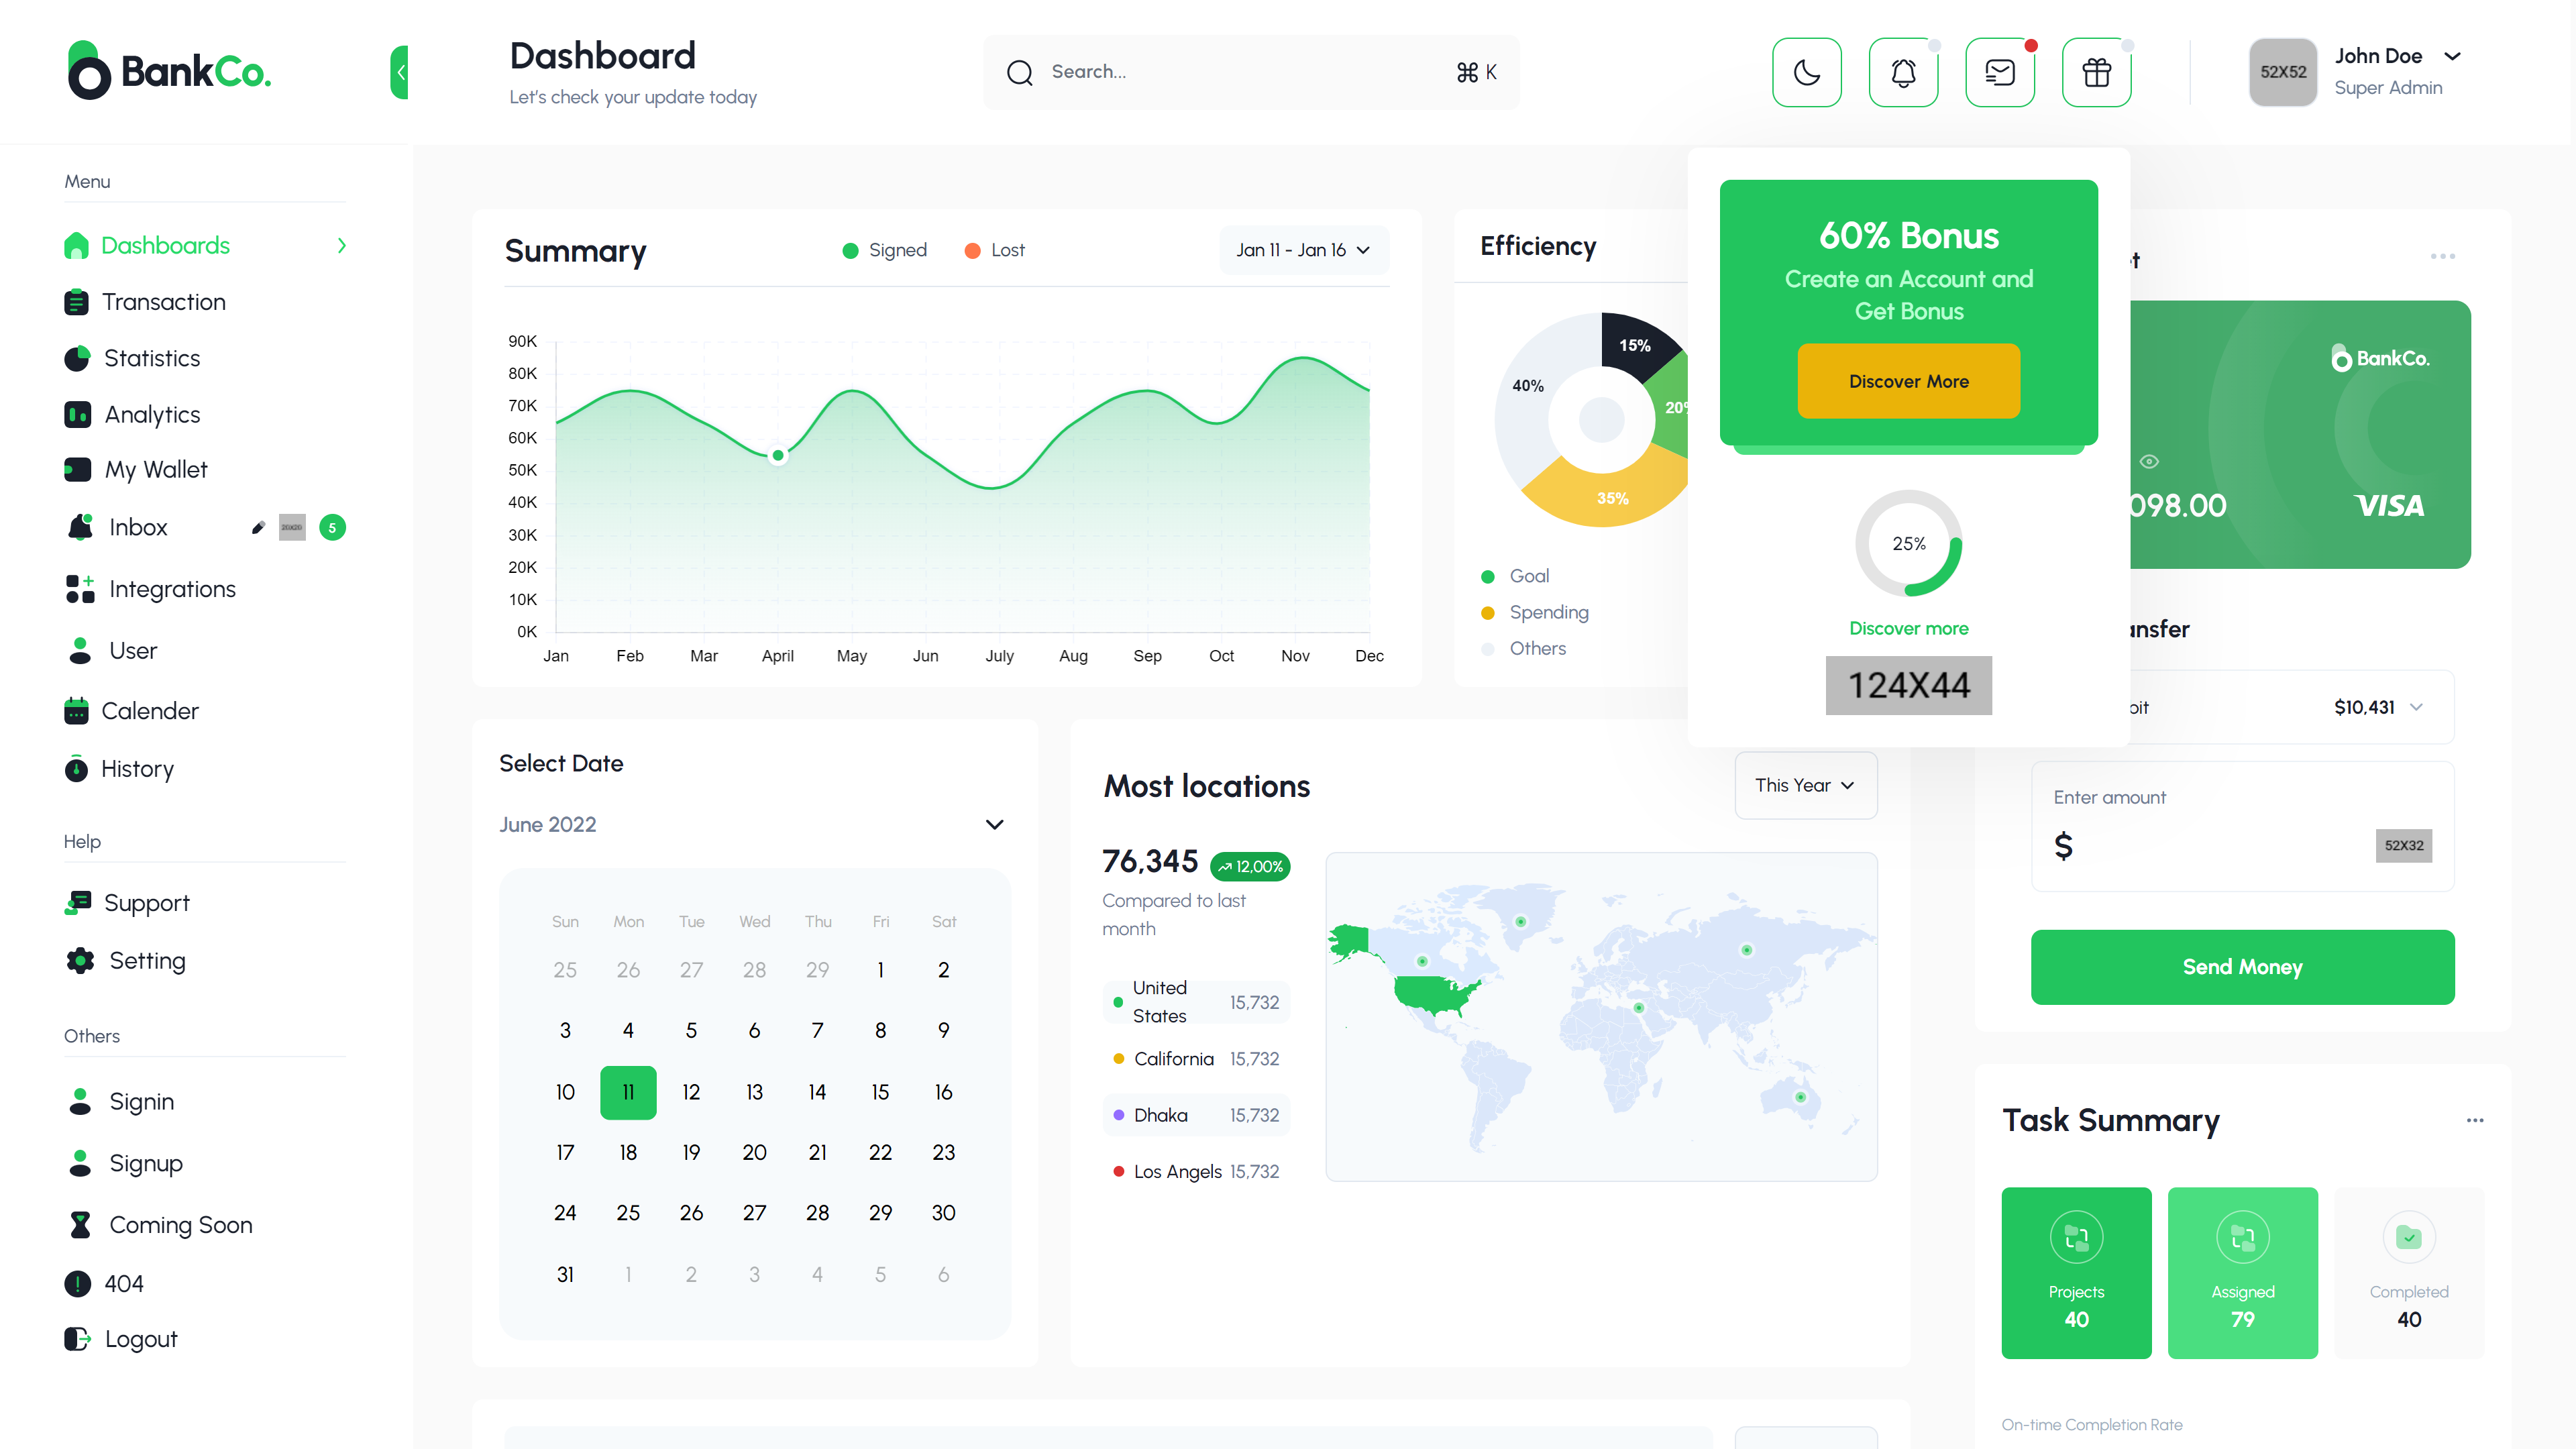 BankCo.
Dashboard
Let's check your update today
Search...
⌘ K
52X52
John Doe
Super Admin
Menu
Dashboards
Transaction
Statistics
Analytics
My Wallet
Inbox
20X20
5
Integrations
User
Calender
History
Help
Support
Setting
Others
Signin
Signup
Coming Soon
404
Logout
Summary
Signed
Lost
Jan 11 - Jan 16
90K
80K
70K
60K
50K
40K
30K
20K
10K
0K
Jan Feb Mar April May Jun July Aug Sep Oct Nov Dec
Efficiency
15%
40%
20%
35%
Goal
Spending
Others
60% Bonus
Create an Account and
Get Bonus
Discover More
25%
Discover more
124X44
BankCo.
098.00
VISA
$10,431
Enter amount
$
52X32
Send Money
Select Date
June 2022
Sun Mon Tue Wed Thu Fri Sat
25 26 27 28 29 1 2
3 4 5 6 7 8 9
10 11 12 13 14 15 16
17 18 19 20 21 22 23
24 25 26 27 28 29 30
31 1 2 3 4 5 6
Most locations
This Year
76,345
12,00%
Compared to last
month
United
States
15,732
California 15,732
Dhaka 15,732
Los Angels 15,732
Task Summary
Projects
40
Assigned
79
Completed
40
On-time Completion Rate